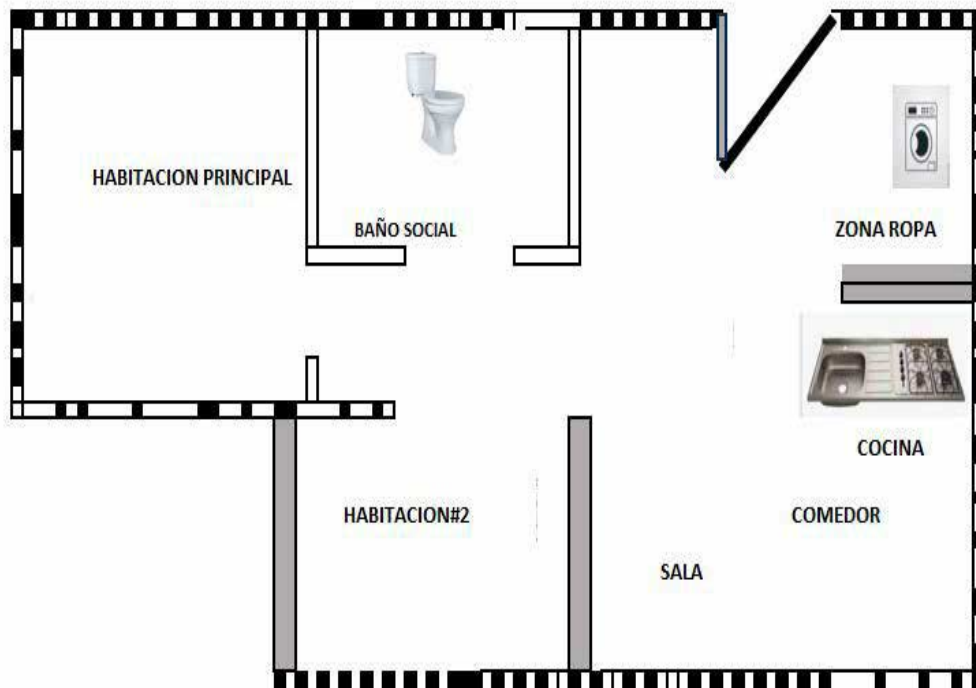 HABITACION PRINCIPAL
BAÑO SOCIAL
ZONA ROPA
COCINA
HABITACION#2
COMEDOR
SALA